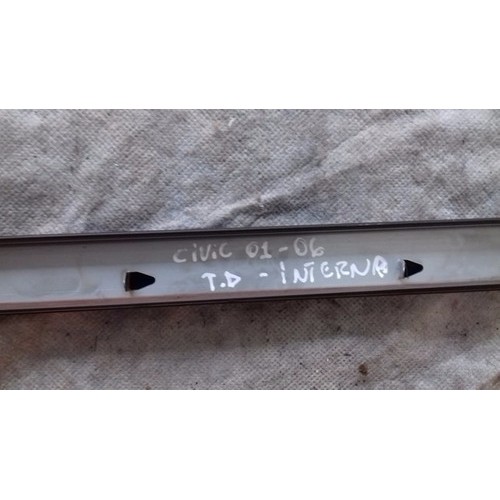 CiViC 01-06
T.D - iNTERNA